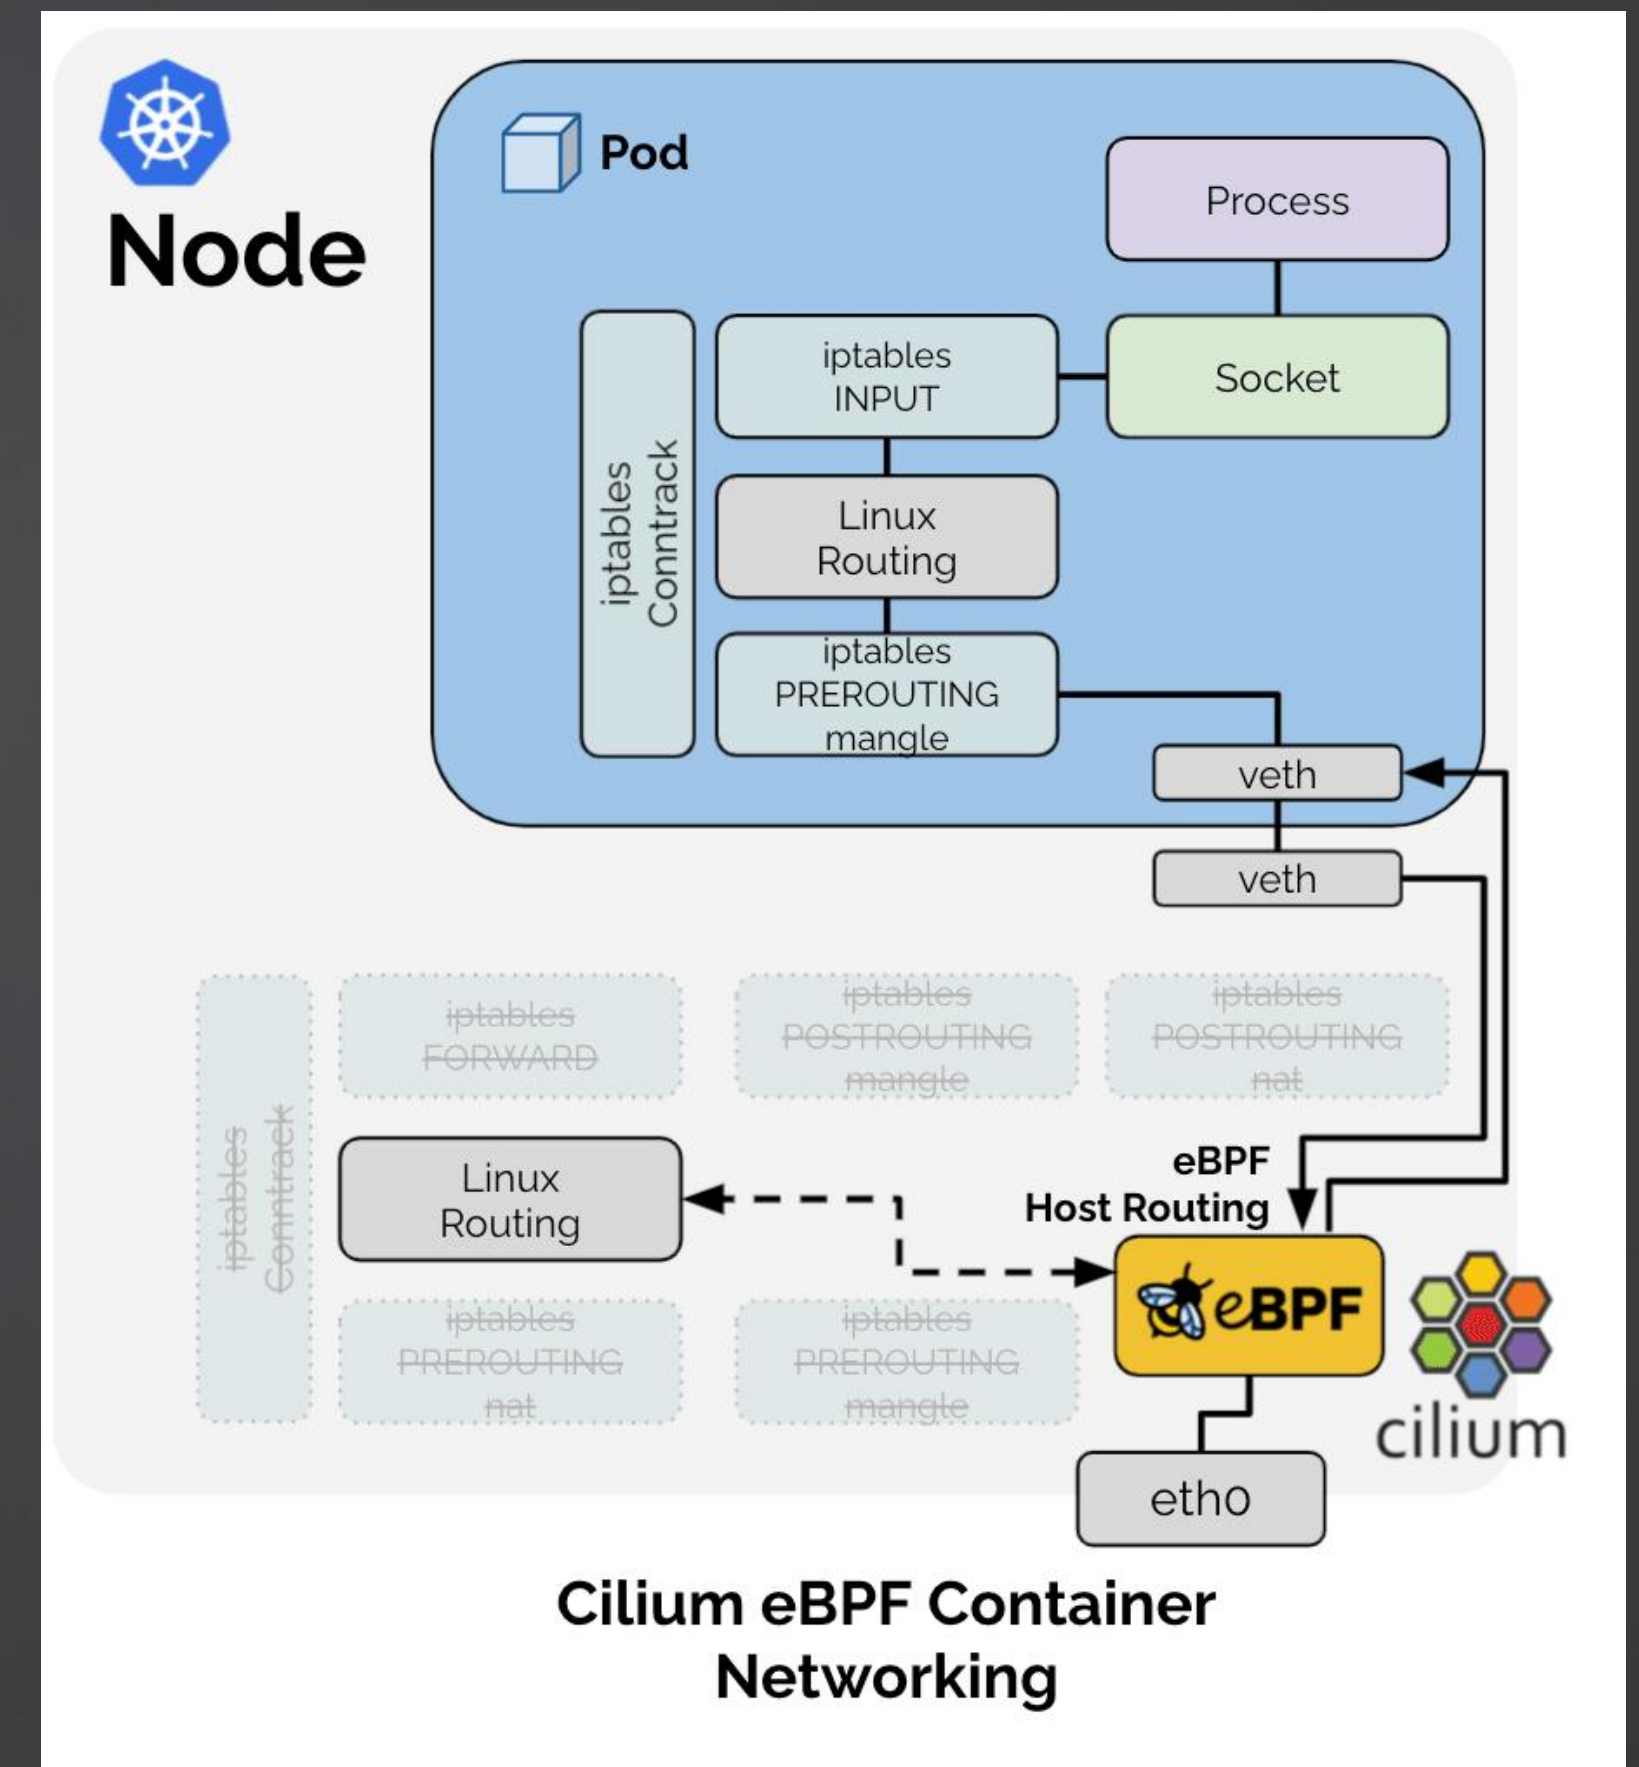 Node
Pod
Process
iptables
INPUT
Socket
iptables
Conntrack
Linux
Routing
iptables
PREROUTING
mangle
veth
veth
iptables
Conntrack
iptables
FORWARD
iptables
POSTROUTING
mangle
iptables
POSTROUTING
nat
Linux
Routing
eBPF
Host Routing
eBPF
iptables
PREROUTING
nat
iptables
PREROUTING
mangle
cilium
eth0
Cilium eBPF Container
Networking